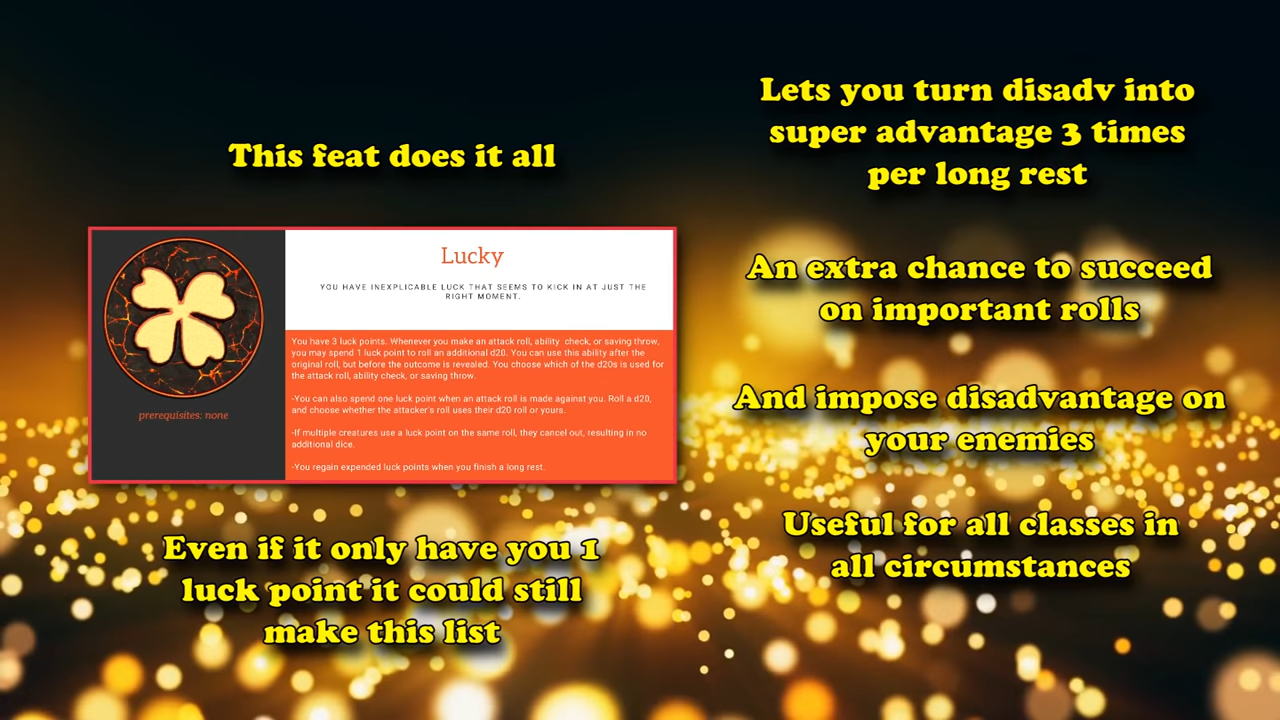 This feat does it all
Lucky
YOU HAVE INEXPLICABLE LUCK THAT SEEMS TO KICK IN AT JUST THE
RIGHT MOMENT.
prerequisites: none
You have 3 luck points. Whenever you make an attack roll, ability check, or saving throw,
you may spend 1 luck point to roll an additional d20. You can use this ability after the
original roll, but before the outcome is revealed. You choose which of the d20s is used for
the attack roll, ability check, or saving throw.
-You can also spend one luck point when an attack roll is made against you. Roll a d20,
and choose whether the attacker's roll uses their d20 roll or yours.
-If multiple creatures use a luck point on the same roll, they cancel out, resulting in no
additional dice.
-You regain expended luck points when you finish a long rest.
Even if it only have you 1
luck point it could still
make this list
Lets you turn disadv into
super advantage 3 times
per long rest
An extra chance to succeed
on important rolls
And impose disadvantage on
your enemies
Useful for all classes in
all circumstances